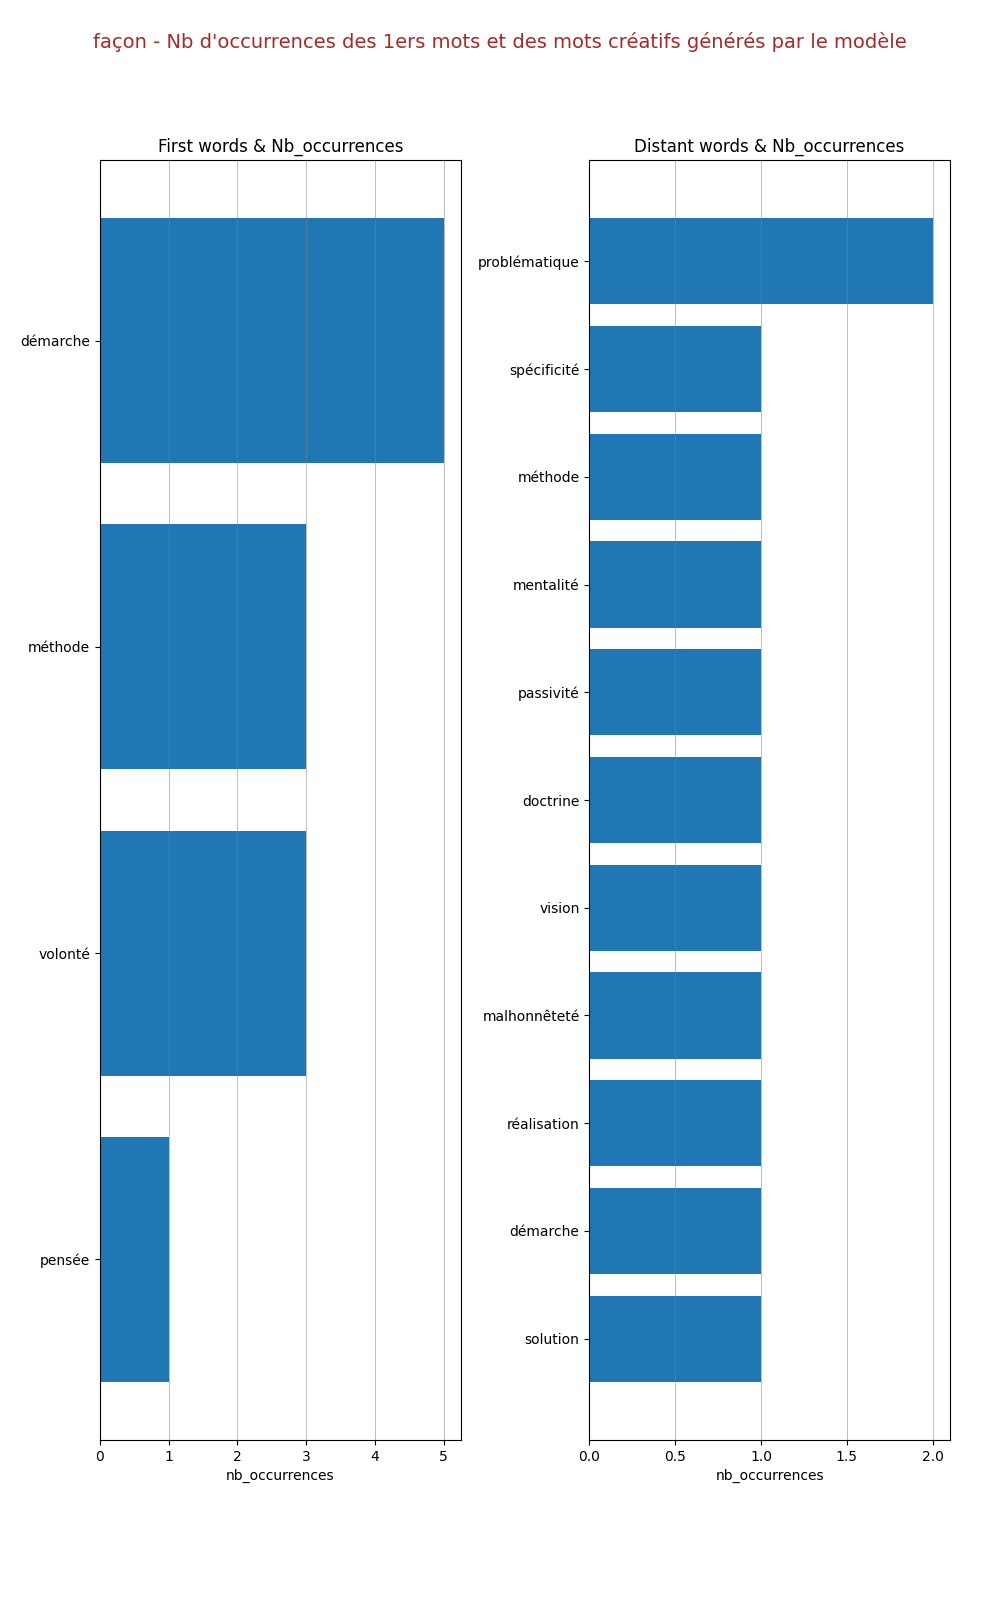 façon - Nb d'occurrences des 1ers mots et des mots créatifs générés par le modèle
First words & Nb_occurrences
démarche
méthode
volonté
pensée
0 1 2 3 4 5
nb_occurrences
Distant words & Nb_occurrences
problématique
spécificité
méthode
mentalité
passivité
doctrine
vision
malhonnêteté
réalisation
démarche
solution
0.0 0.5 1.0 1.5 2.0
nb_occurrences